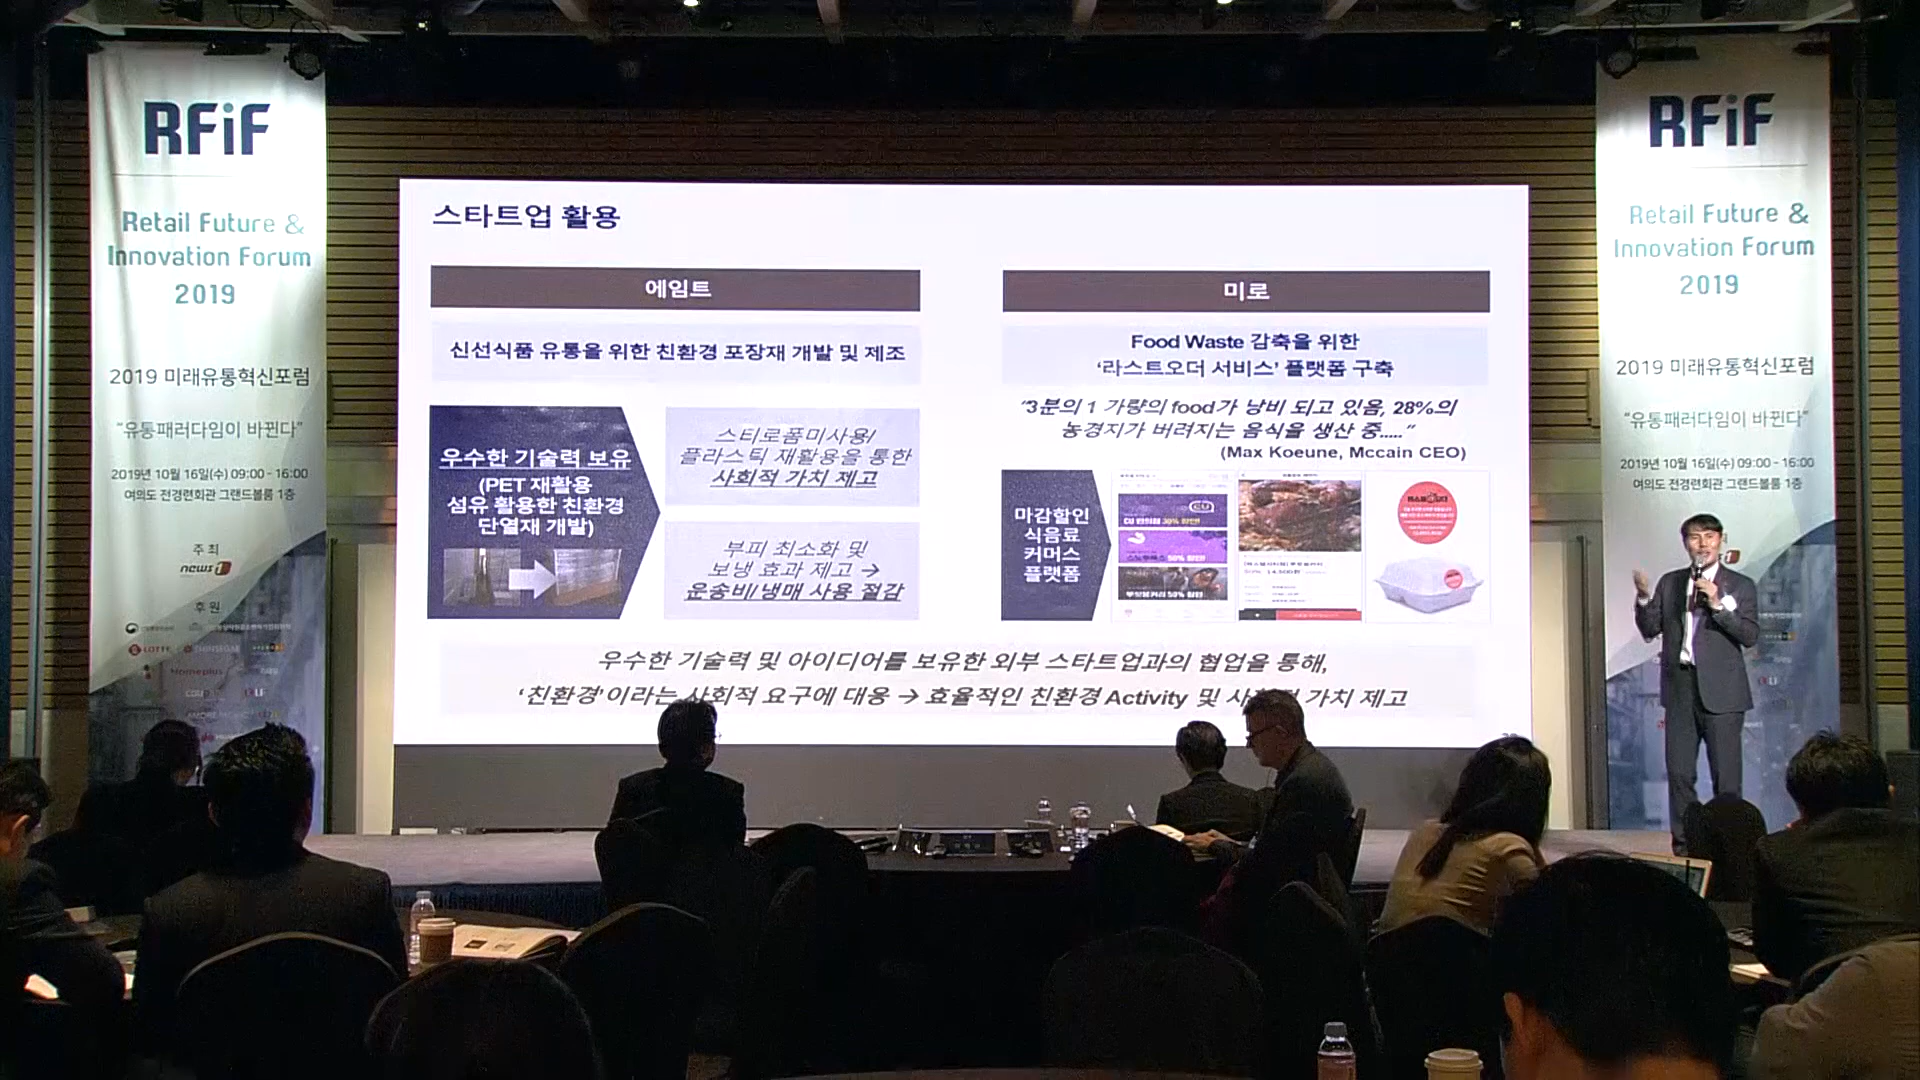 RFiF
Retail Future &
Innovation Forum
2019
2019 미래유통혁신포럼
“유통패러다임이 바뀐다”
2019년 10월 16일(수) 09:00 - 16:00
여의도 전경련회관 그랜드볼룸 1층
주 최
news1
후 원
LOTTE
Homeplus
스타트업 활용
에임트
신선식품 유통을 위한 친환경 포장재 개발 및 제조
우수한 기술력 보유
(PET 재활용
섬유 활용한 친환경
단열재 개발)
스티로폼미사용/
플라스틱 재활용을 통한
사회적 가치 제고
부피 최소화 및
보냉 효과 제고 →
운송비/냉매 사용 절감
미로
Food Waste 감축을 위한
‘라스트오더 서비스’ 플랫폼 구축
“3분의 1 가량의 food가 낭비 되고 있음, 28%의
농경지가 버려지는 음식을 생산 중.....”
(Max Koeune, Mccain CEO)
마감할인
식음료
커머스
플랫폼
CU
CU 편의점 30% 할인!
우수한 기술력 및 아이디어를 보유한 외부 스타트업과의 협업을 통해,
‘친환경’이라는 사회적 요구에 대응 → 효율적인 친환경 Activity 및 가치 제고
RFiF
Retail Future &
Innovation Forum
2019
2019 미래유통혁신포럼
“유통패러다임이 바뀐다”
2019년 10월 16일(수) 09:00 - 16:00
여의도 전경련회관 그랜드볼룸 1층